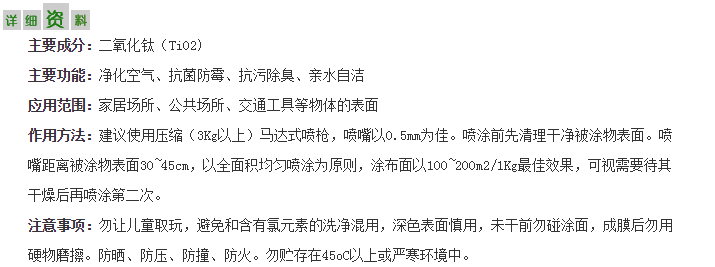 详细资料
主要成分：二氧化钛（TiO2)
主要功能：净化空气、抗菌防霉、抗污除臭、亲水自洁
应用范围：家居场所、公共场所、交通工具等物体的表面
作用方法：建议使用压缩（3Kg以上）马达式喷枪，喷嘴以0.5mm为佳。喷涂前先清理干净被涂物表面。喷
嘴距离被涂物表面30~45cm，以全面积均匀喷涂为原则，涂布面以100~200m2/1Kg最佳效果，可视需要待其
干燥后再喷涂第二次。
注意事项：勿让儿童取玩，避免和含有氯元素的洗净混用，深色表面慎用，未干前勿碰涂面，成膜后勿用
硬物磨擦。防晒、防压、防撞、防火。勿贮存在45oC以上或严寒环境中。